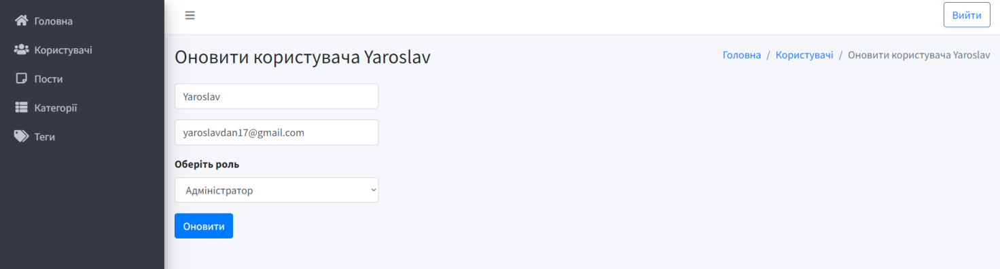 Головна
Користувачі
Пости
Категорії
Теги
Вийти
Оновити користувача Yaroslav
Головна / Користувачі / Оновити користувача Yaroslav
Yaroslav
yaroslavdan17@gmail.com
Оберіть роль
Адміністратор
Оновити